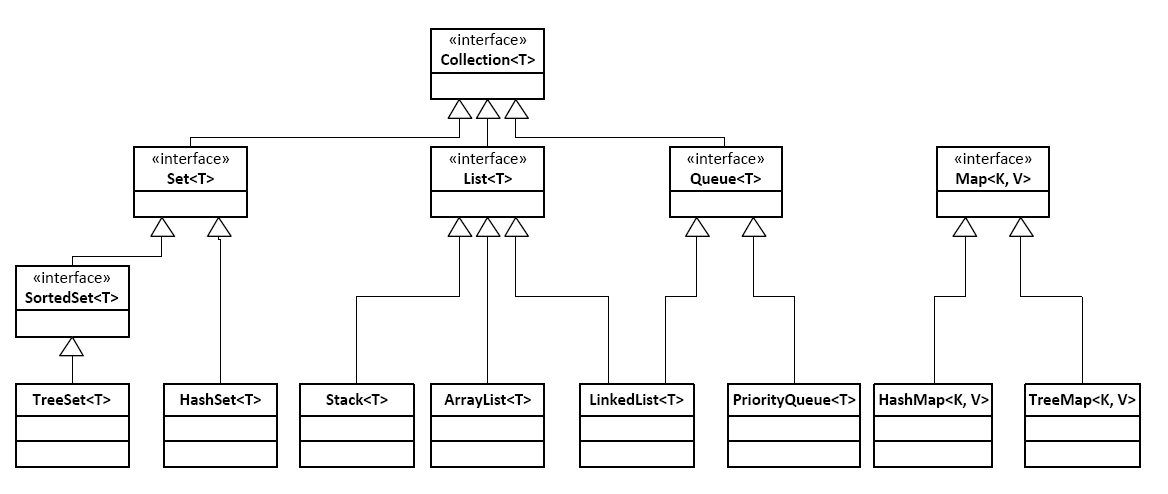 «interface»
Collection<T>
«interface»
Set<T>
«interface»
List<T>
«interface»
Queue<T>
«interface»
Map<K, V>
«interface»
SortedSet<T>
TreeSet<T>
HashSet<T>
Stack<T>
ArrayList<T>
LinkedList<T>
PriorityQueue<T>
HashMap<K, V>
TreeMap<K, V>